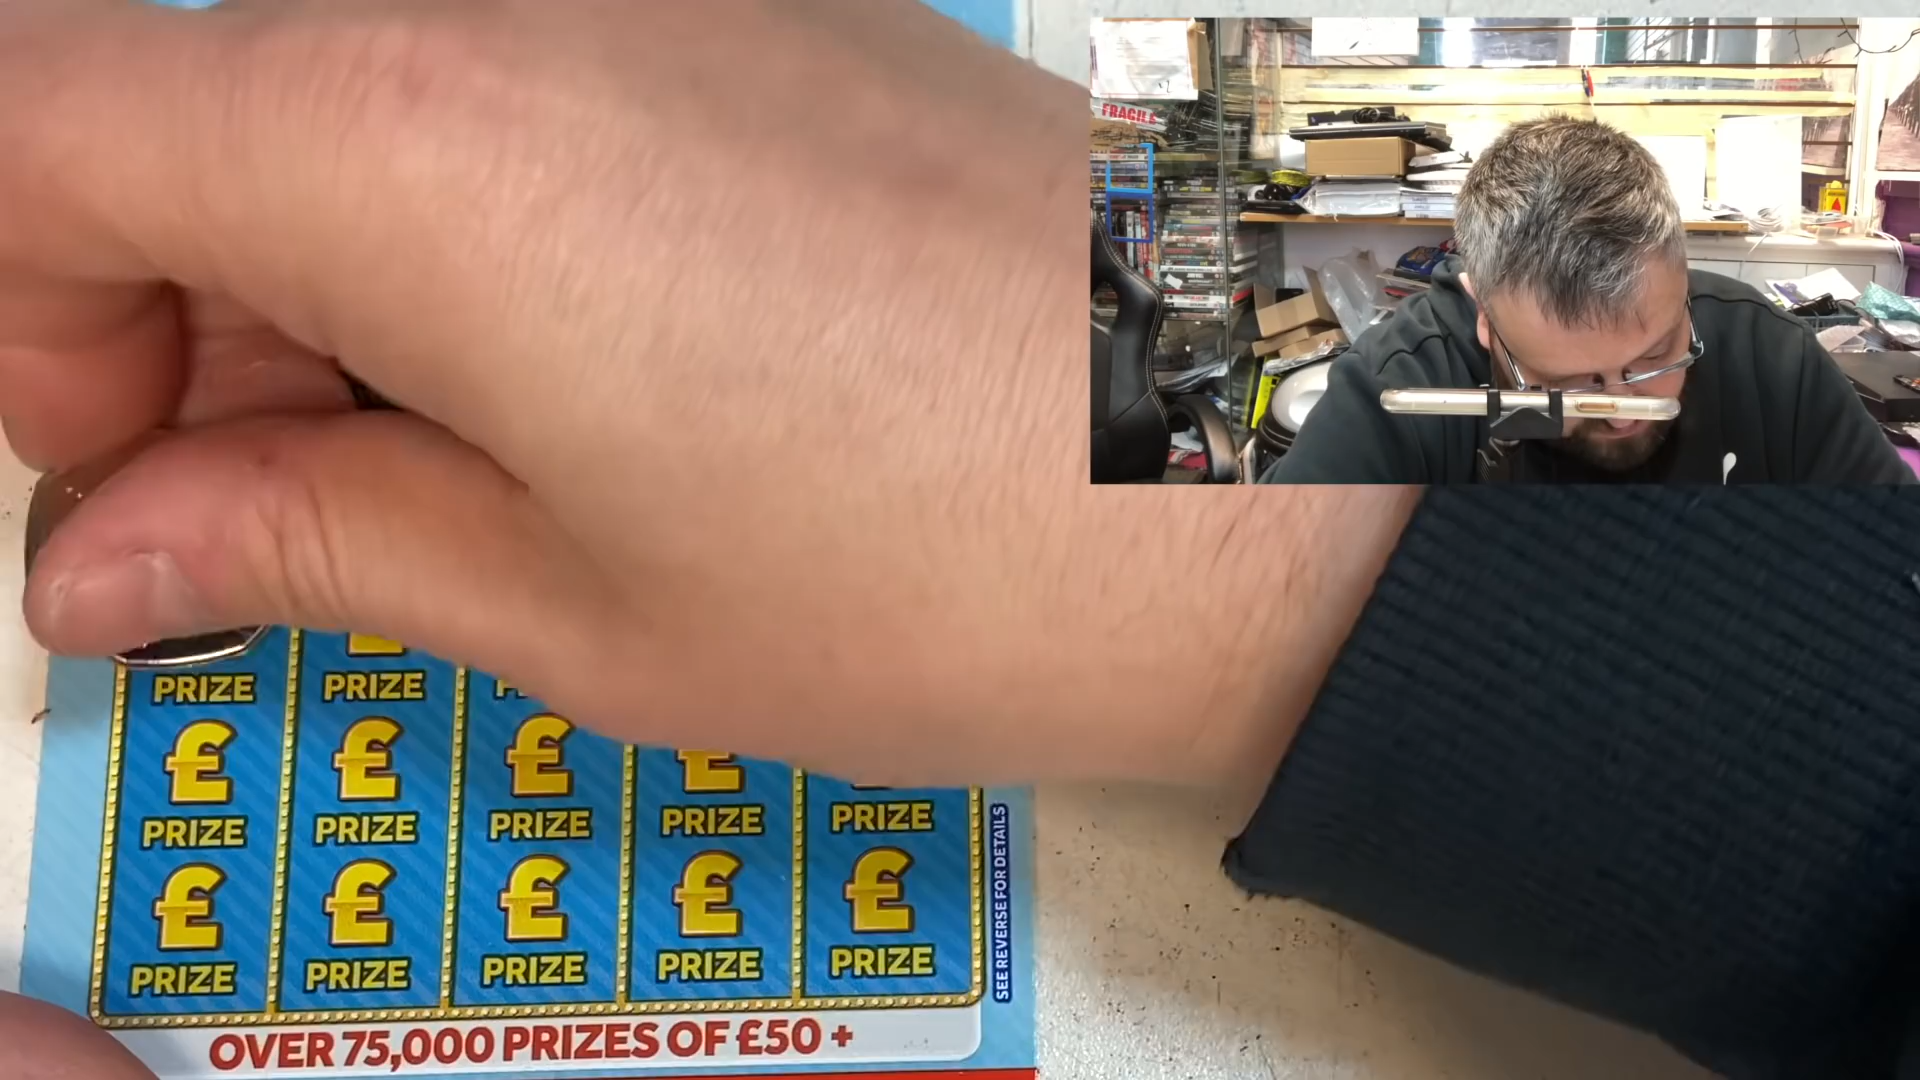 FRAGILE
PRIZE PRIZE
£ £ £ £
PRIZE PRIZE PRIZE PRIZE PRIZE
£ £ £ £ £
PRIZE PRIZE PRIZE PRIZE PRIZE
SEE REVERSE FOR DETAILS
OVER 75,000 PRIZES OF £50 +